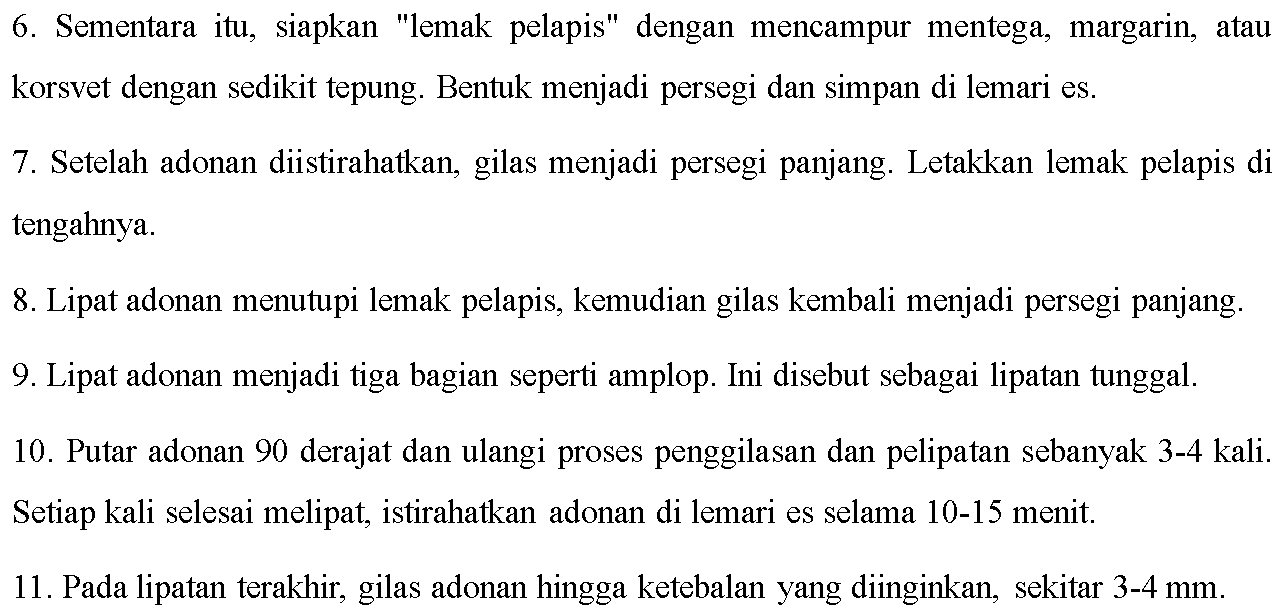 6. Sementara itu, siapkan "lemak pelapis" dengan mencampur mentega, margarin, atau
korsvet dengan sedikit tepung. Bentuk menjadi persegi dan simpan di lemari es.
7. Setelah adonan diistirahatkan, gilas menjadi persegi panjang. Letakkan lemak pelapis di
tengahnya.
8. Lipat adonan menutupi lemak pelapis, kemudian gilas kembali menjadi persegi panjang.
9. Lipat adonan menjadi tiga bagian seperti amplop. Ini disebut sebagai lipatan tunggal.
10. Putar adonan 90 derajat dan ulangi proses penggilasan dan pelipatan sebanyak 3-4 kali.
Setiap kali selesai melipat, istirahatkan adonan di lemari es selama 10-15 menit.
11. Pada lipatan terakhir, gilas adonan hingga ketebalan yang diinginkan, sekitar 3-4 mm.